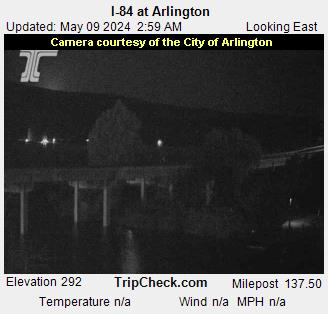 I-84 at Arlington
Updated: May 09 2024 2:59 AM Looking East
Camera courtesy of the City of Arlington
Elevation 292 TripCheck.com Milepost 137.50
Temperature n/a Wind n/a MPH n/a